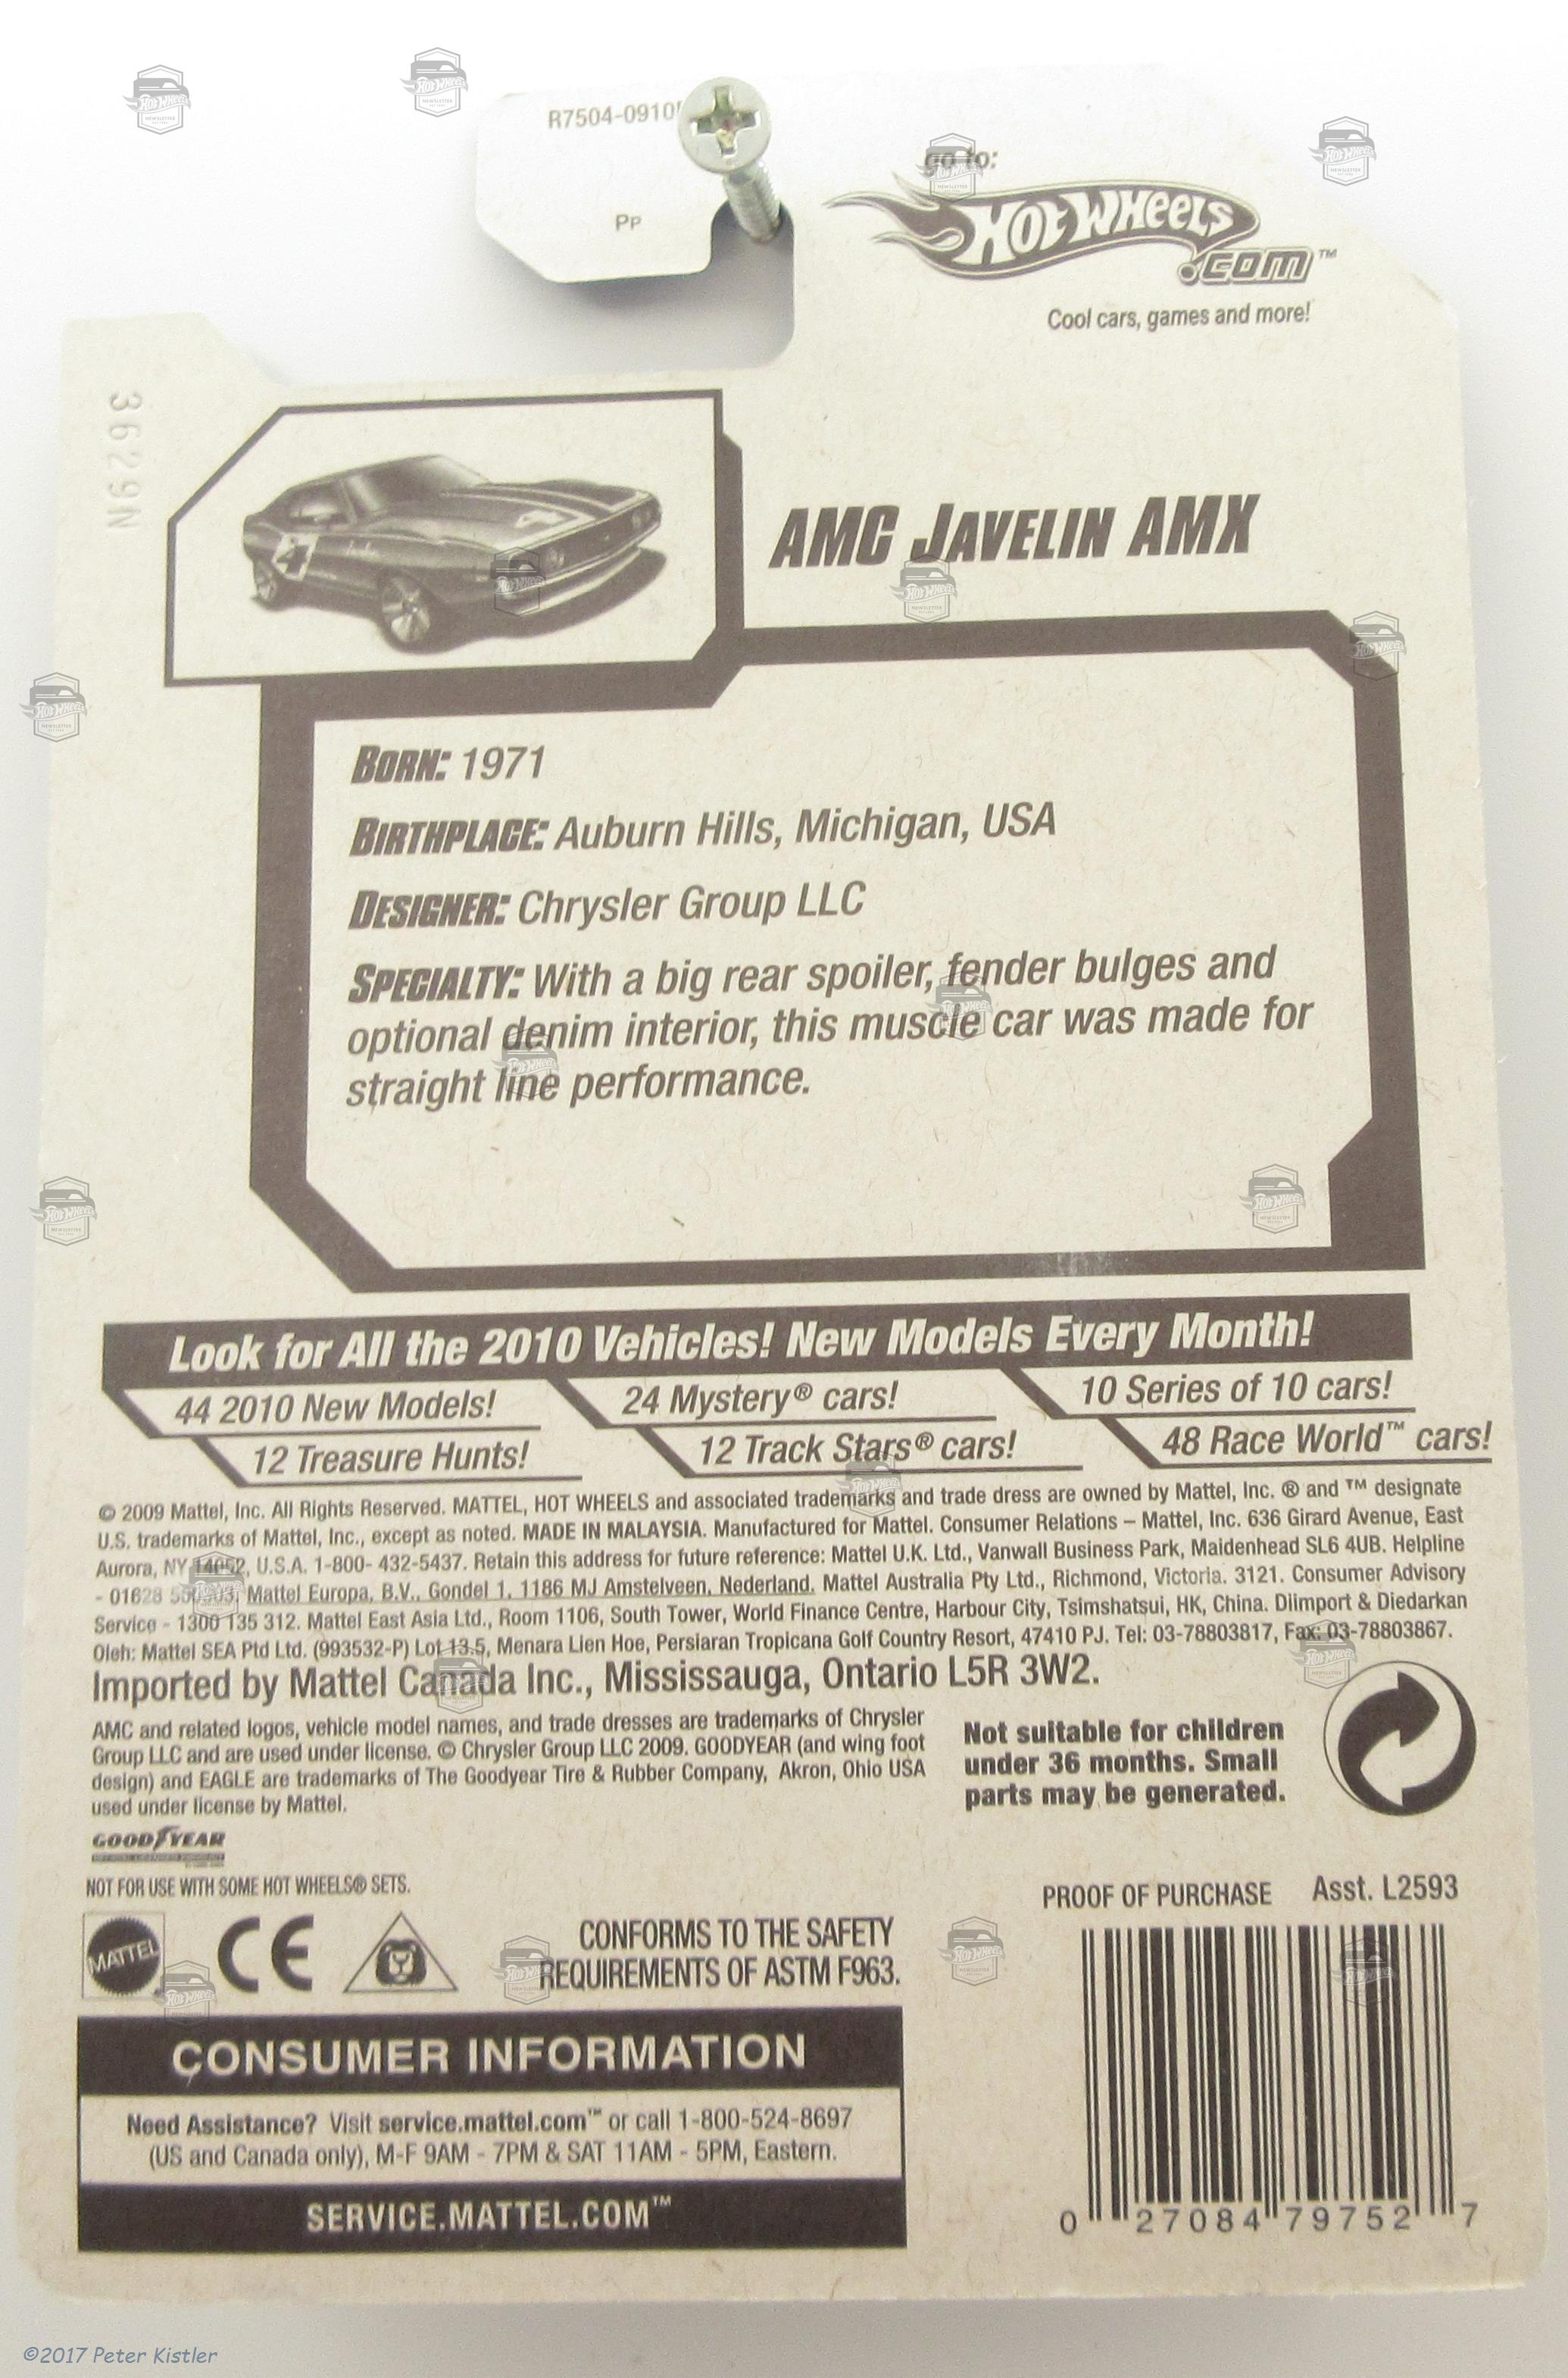 R7504-0910
Pp
go to:
Hot Wheels
.com™
Cool cars, games and more!
3629N
AMC JAVELIN AMX
BORN: 1971
BIRTHPLACE: Auburn Hills, Michigan, USA
DESIGNER: Chrysler Group LLC
SPECIALTY: With a big rear spoiler, fender bulges and
optional denim interior, this muscle car was made for
straight line performance.
Look for All the 2010 Vehicles! New Models Every Month!
44 2010 New Models!
24 Mystery® cars!
10 Series of 10 cars!
12 Treasure Hunts!
12 Track Stars® cars!
48 Race World™ cars!
© 2009 Mattel, Inc. All Rights Reserved. MATTEL, HOT WHEELS and associated trademarks and trade dress are owned by Mattel, Inc. ® and ™ designate
U.S. trademarks of Mattel, Inc., except as noted. MADE IN MALAYSIA. Manufactured for Mattel. Consumer Relations – Mattel, Inc. 636 Girard Avenue, East
Aurora, NY 14052, U.S.A. 1-800- 432-5437. Retain this address for future reference: Mattel U.K. Ltd., Vanwall Business Park, Maidenhead SL6 4UB. Helpline
- 01628 Mattel Europa, B.V., Gondel 1, 1186 MJ Amstelveen, Nederland. Mattel Australia Pty Ltd., Richmond, Victoria. 3121. Consumer Advisory
Service - 1300 135 312. Mattel East Asia Ltd., Room 1106, South Tower, World Finance Centre, Harbour City, Tsimshatsui, HK, China. Diimport & Diedarkan
Oleh: Mattel SEA Ptd Ltd. (993532-P) Lot 13.5, Menara Lien Hoe, Persiaran Tropicana Golf Country Resort, 47410 PJ. Tel: 03-78803817, Fax: 03-78803867.
Imported by Mattel Canada Inc., Mississauga, Ontario L5R 3W2.
AMC and related logos, vehicle model names, and trade dresses are trademarks of Chrysler
Group LLC and are used under license. © Chrysler Group LLC 2009. GOODYEAR (and wing foot
design) and EAGLE are trademarks of The Goodyear Tire & Rubber Company, Akron, Ohio USA
used under license by Mattel.
Not suitable for children
under 36 months. Small
parts may be generated.
GOODYEAR
NOT FOR USE WITH SOME HOT WHEELS® SETS.
PROOF OF PURCHASE Asst. L2593
MATTEL
CE
CONFORMS TO THE SAFETY
REQUIREMENTS OF ASTM F963.
CONSUMER INFORMATION
Need Assistance? Visit service.mattel.com™ or call 1-800-524-8697
(US and Canada only), M-F 9AM - 7PM & SAT 11AM - 5PM, Eastern.
SERVICE.MATTEL.COM™
0 27084 79752 7
©2017 Peter Kistler